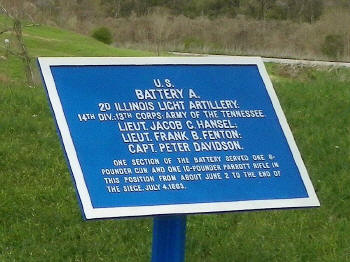 U.S.
BATTERY A.
2D ILLINOIS LIGHT ARTILLERY.
14TH DIV.:13TH CORPS:ARMY OF THE TENNESSEE.
LIEUT. JACOB C. HANSEL:
LIEUT. FRANK B. FENTON:
CAPT. PETER DAVIDSON.
ONE SECTION OF THE BATTERY SERVED ONE 6-
POUNDER GUN AND ONE 10-POUNDER PARROTT RIFLE IN
THIS POSITION FROM ABOUT JUNE 2 TO THE END OF
THE SIEGE, JULY 4,1863.